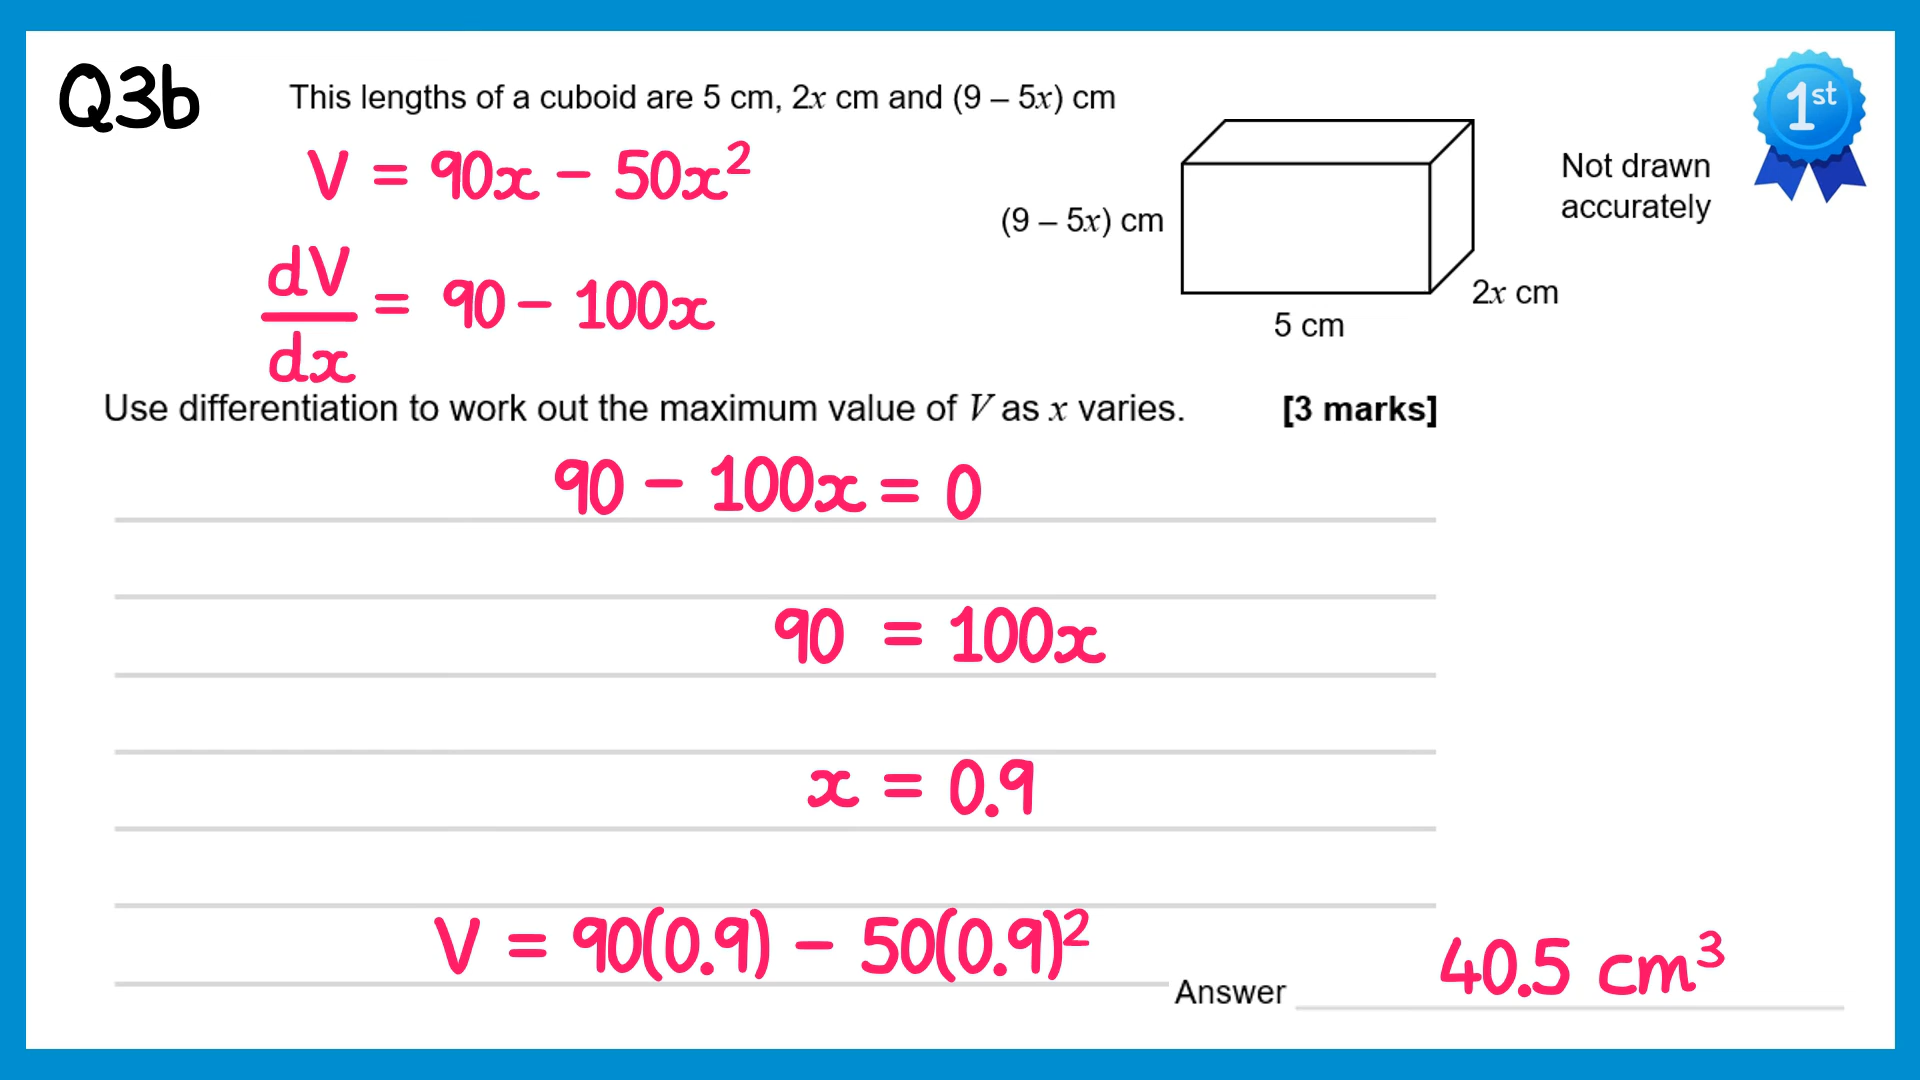 Q3b
This lengths of a cuboid are 5 cm, 2x cm and (9 – 5x) cm
1st
V = 90x − 50x²
Not drawn
accurately
(9 – 5x) cm
dV/dx = 90 − 100x
2x cm
5 cm
Use differentiation to work out the maximum value of V as x varies. [3 marks]
90 − 100x = 0
90 = 100x
x = 0.9
V = 90(0.9) − 50(0.9)²
Answer 40.5 cm³